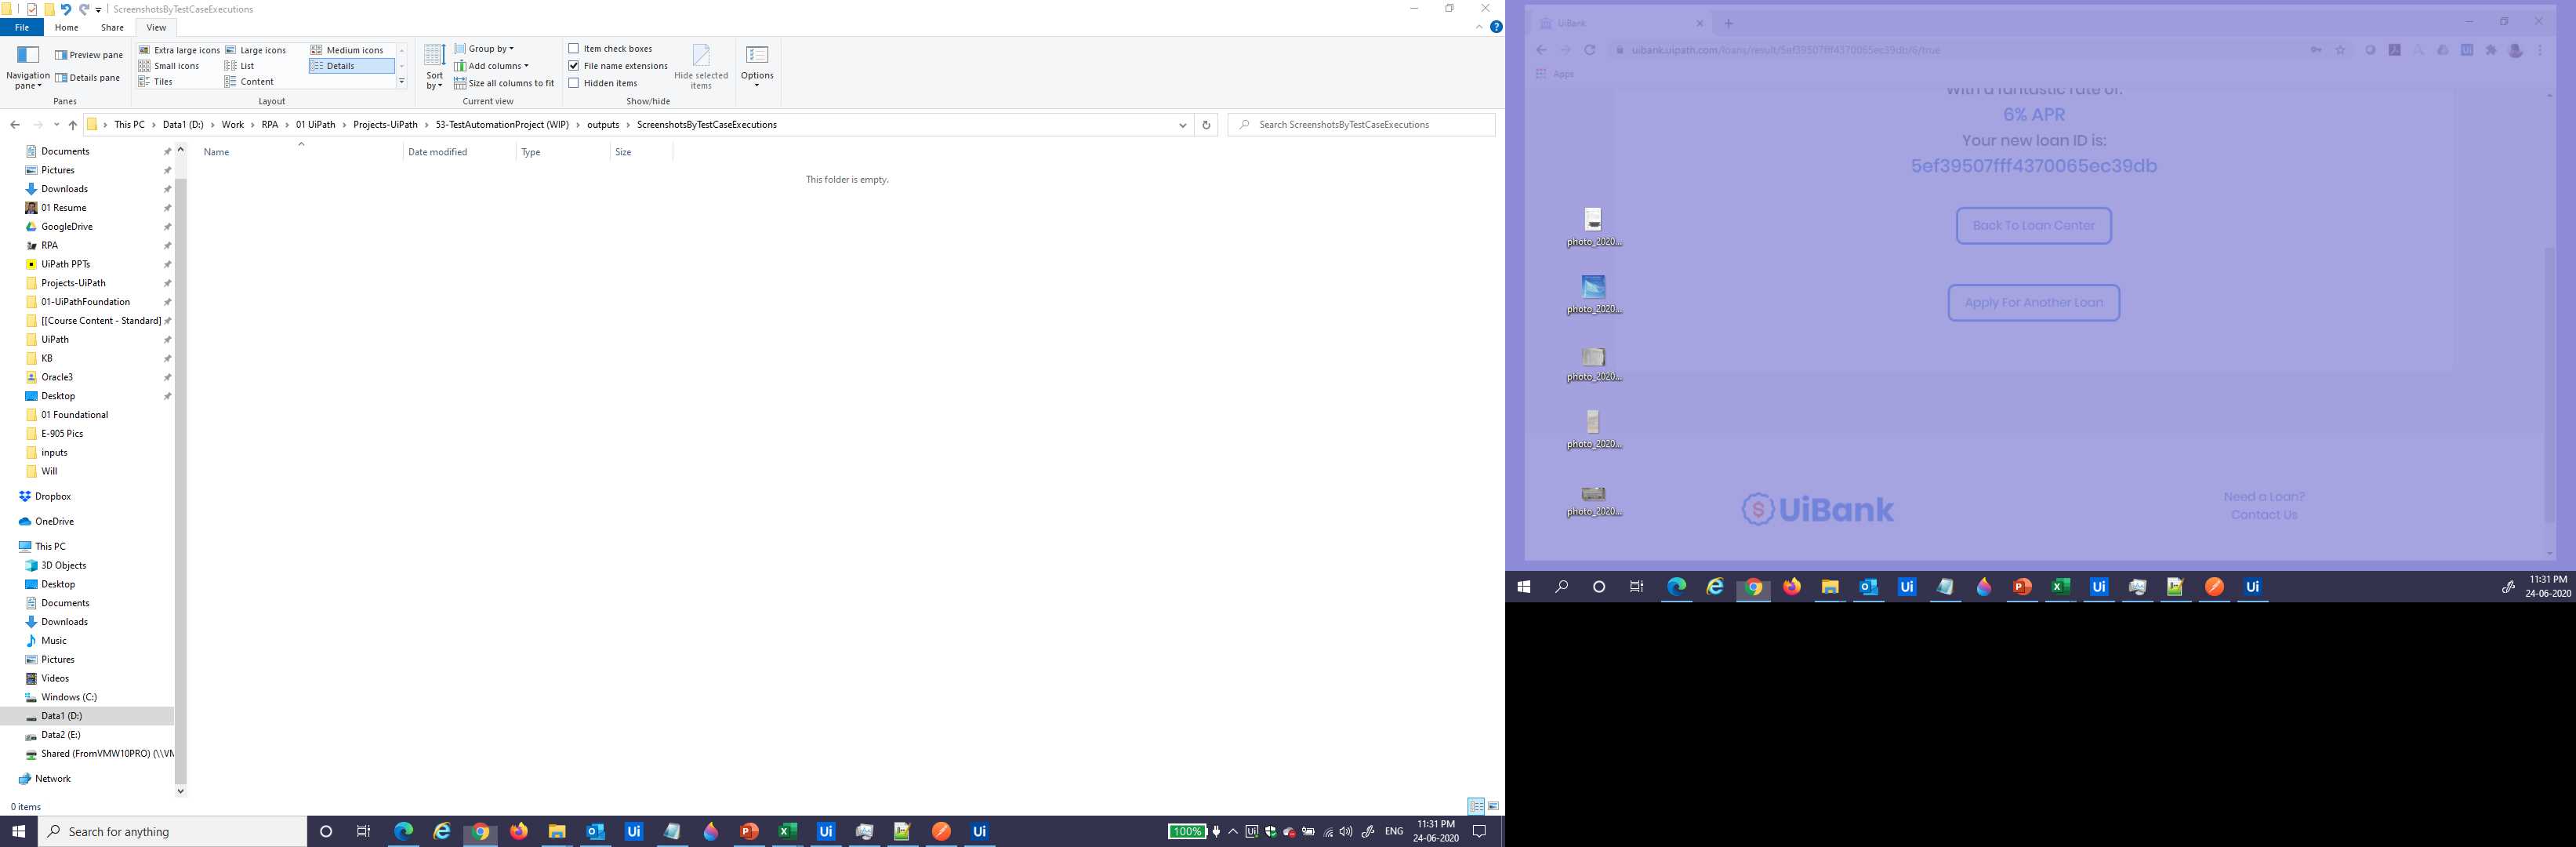 ScreenshotsByTestCaseExecutions
File Home Share View
Navigation pane
Preview pane
Details pane
Panes
Extra large icons Large icons Medium icons
Small icons List Details
Tiles Content
Layout
Sort by
Group by
Add columns
Size all columns to fit
Current view
Item check boxes
File name extensions
Hidden items
Hide selected items
Show/hide
Options
This PC > Data1 (D:) > Work > RPA > 01 UiPath > Projects-UiPath > 53-TestAutomationProject (WIP) > outputs > ScreenshotsByTestCaseExecutions
Search ScreenshotsByTestCaseExecutions
Name Date modified Type Size
This folder is empty.
Documents
Pictures
Downloads
01 Resume
GoogleDrive
RPA
UiPath PPTs
Projects-UiPath
01-UiPathFoundation
[[Course Content - Standard]
UiPath
KB
Oracle3
Desktop
01 Foundational
E-905 Pics
inputs
Will
Dropbox
OneDrive
This PC
3D Objects
Desktop
Documents
Downloads
Music
Pictures
Videos
Windows (C:)
Data1 (D:)
Data2 (E:)
Shared (FromVMW10PRO) (\\VM
Network
0 items
Search for anything
100%
ENG
11:31 PM
24-06-2020
UiBank
uibank.uipath.com/loans/result/5ef39507fff4370065ec39db/6/true
Apps
With a fantastic rate of:
6% APR
Your new loan ID is:
5ef39507fff4370065ec39db
Back To Loan Center
Apply For Another Loan
photo_2020...
photo_2020...
photo_2020...
photo_2020...
photo_2020...
UiBank
Need a Loan?
Contact Us
11:31 PM
24-06-2020